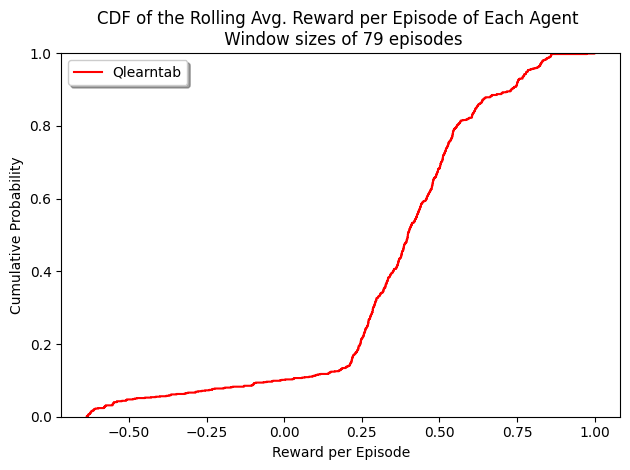 CDF of the Rolling Avg. Reward per Episode of Each Agent
Window sizes of 79 episodes
Qlearntab
1.0
0.8
0.6
0.4
0.2
0.0
Cumulative Probability
−0.50 −0.25 0.00 0.25 0.50 0.75 1.00
Reward per Episode